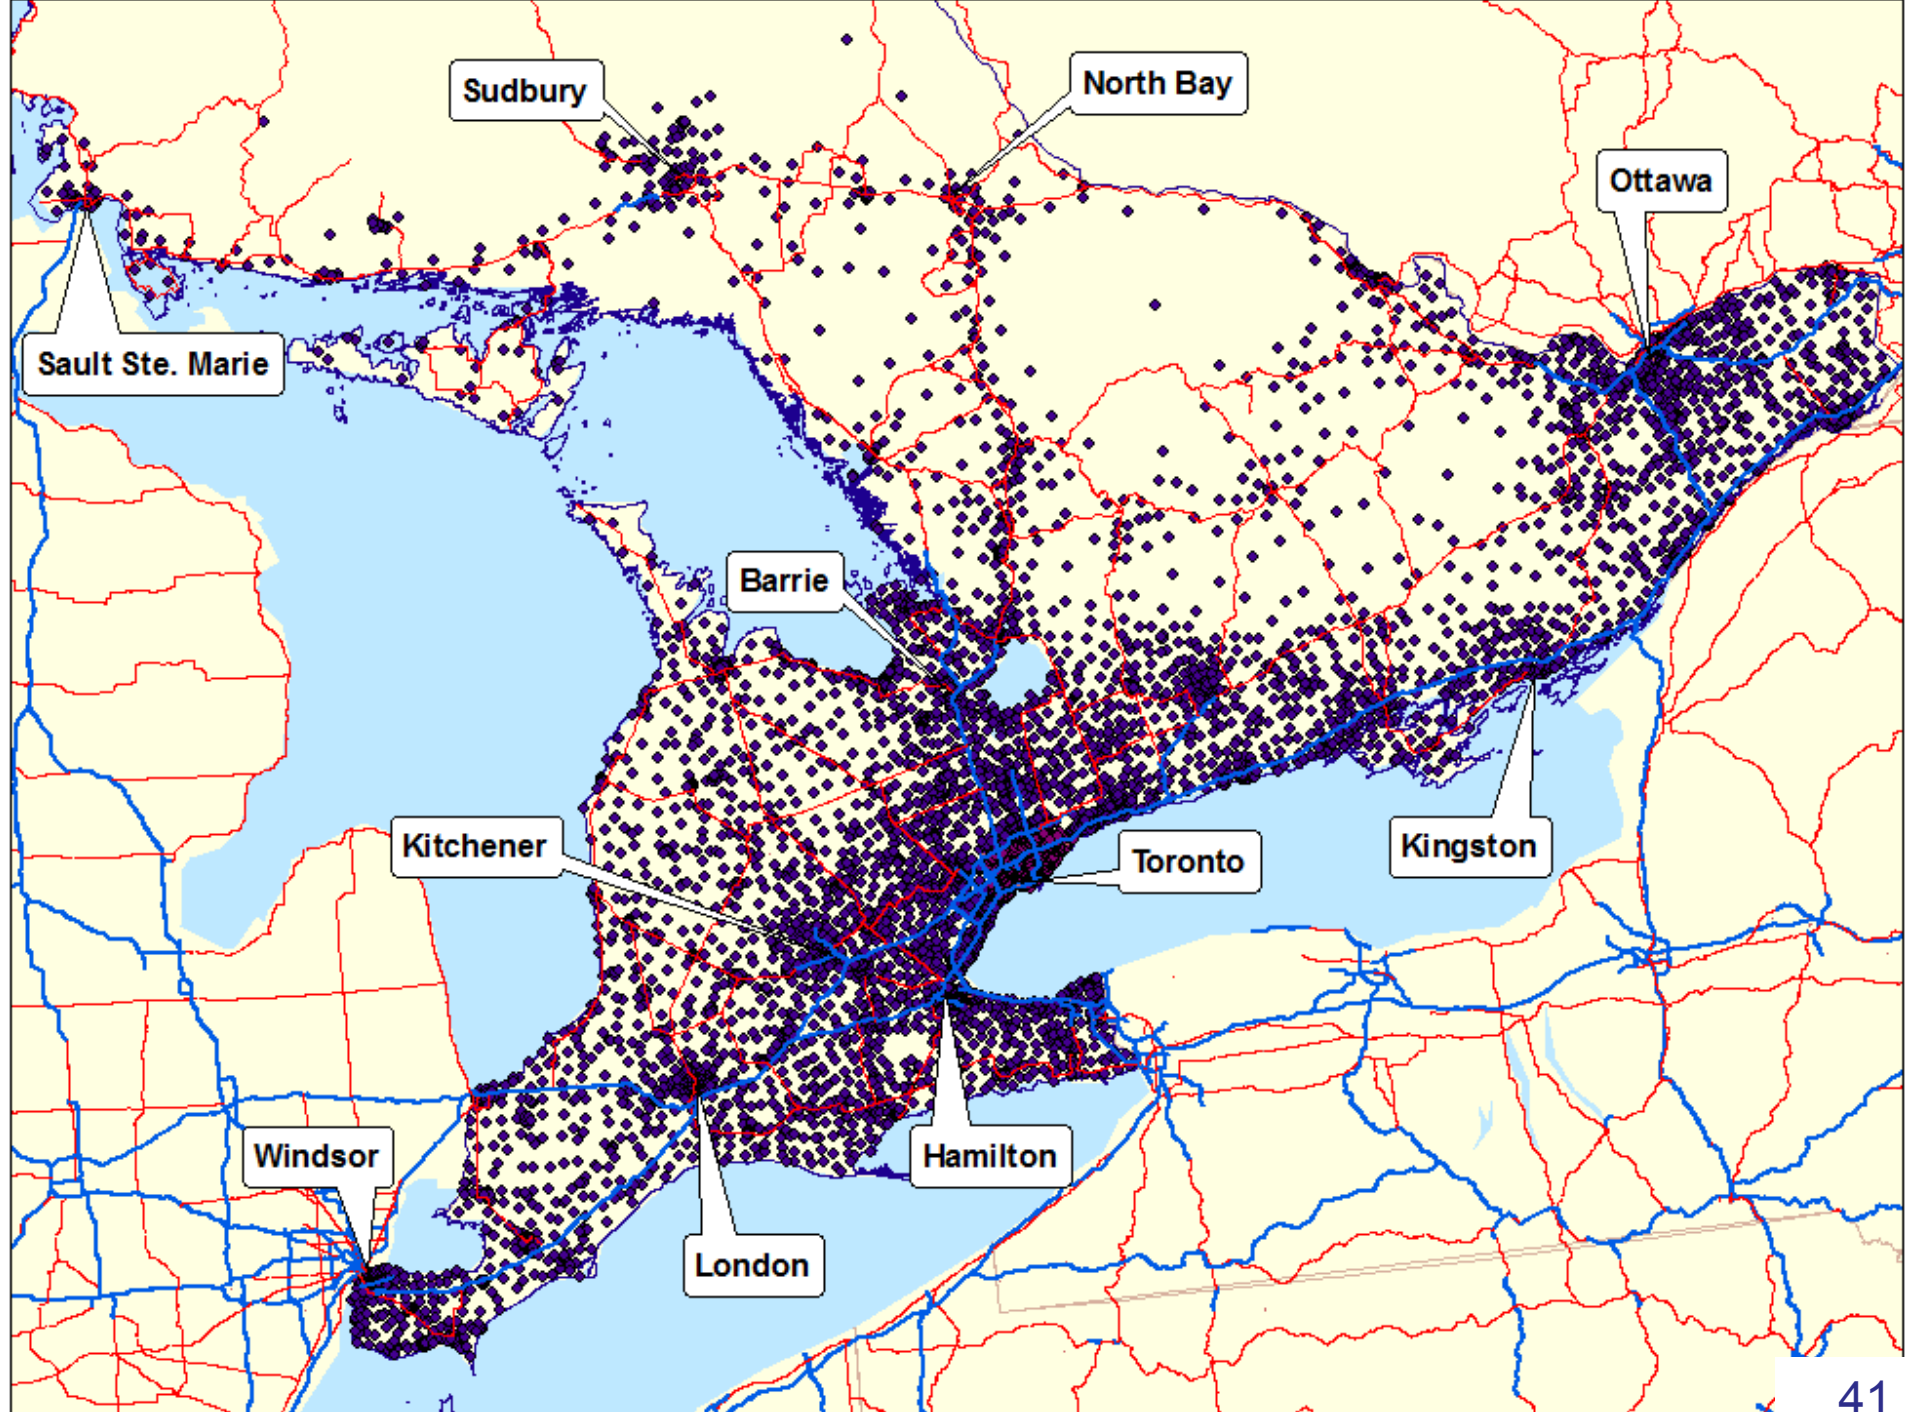 Sudbury
North Bay
Ottawa
Sault Ste. Marie
Barrie
Kitchener
Toronto
Kingston
Windsor
Hamilton
London
41